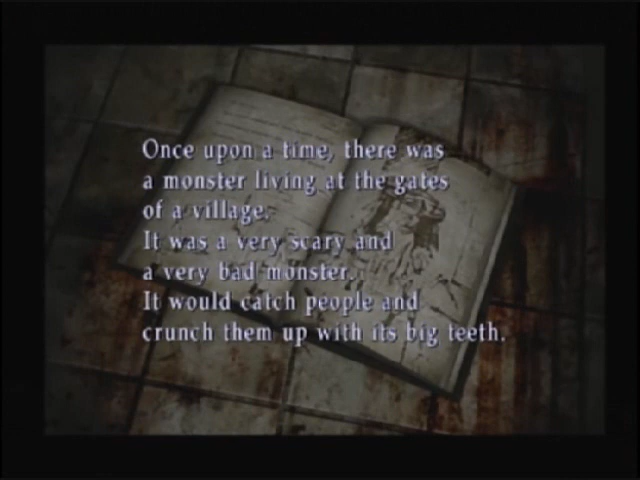 Once upon a time, there was
a monster living at the gates
of a village.
It was a very scary and
a very bad monster.
It would catch people and
crunch them up with its big teeth.